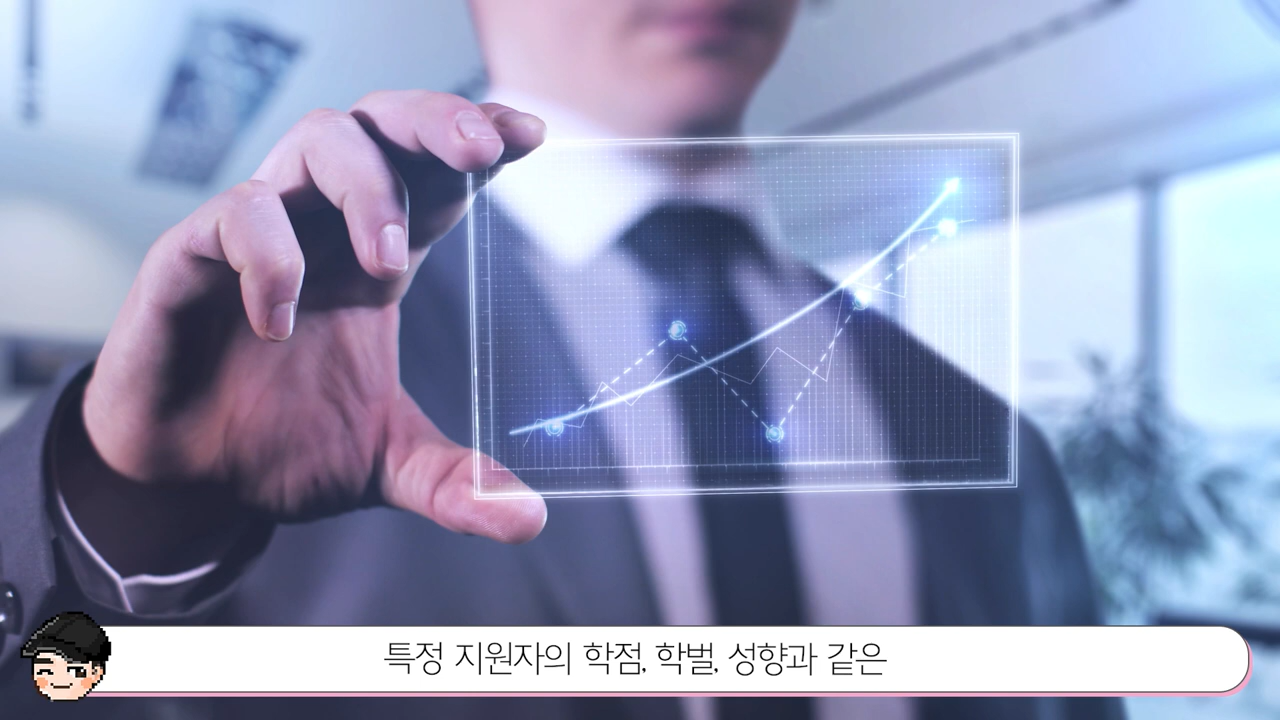 특정 지원자의 학점, 학벌, 성향과 같은